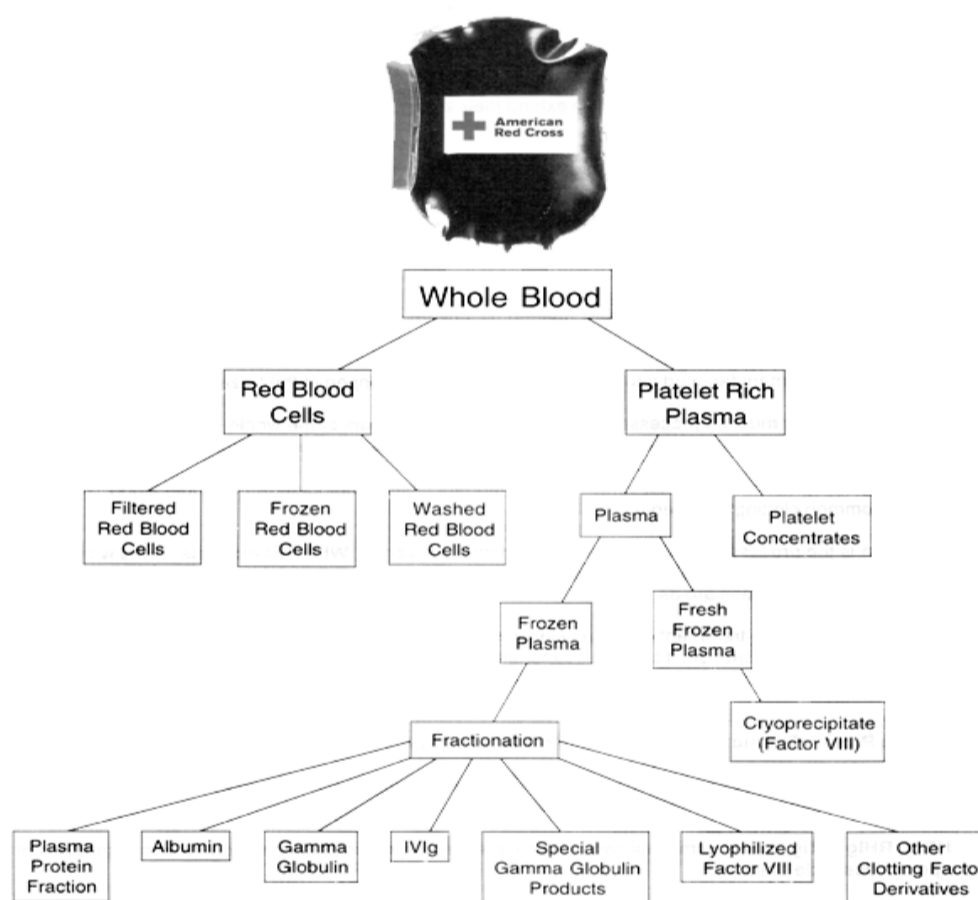 American
Red Cross
Whole Blood
Red Blood
Cells
Platelet Rich
Plasma
Filtered
Red Blood
Cells
Frozen
Red Blood
Cells
Washed
Red Blood
Cells
Plasma
Platelet
Concentrates
Frozen
Plasma
Fresh
Frozen
Plasma
Cryoprecipitate
(Factor VIII)
Fractionation
Plasma
Protein
Fraction
Albumin
Gamma
Globulin
IVIg
Special
Gamma Globulin
Products
Lyophilized
Factor VIII
Other
Clotting Facto
Derivatives